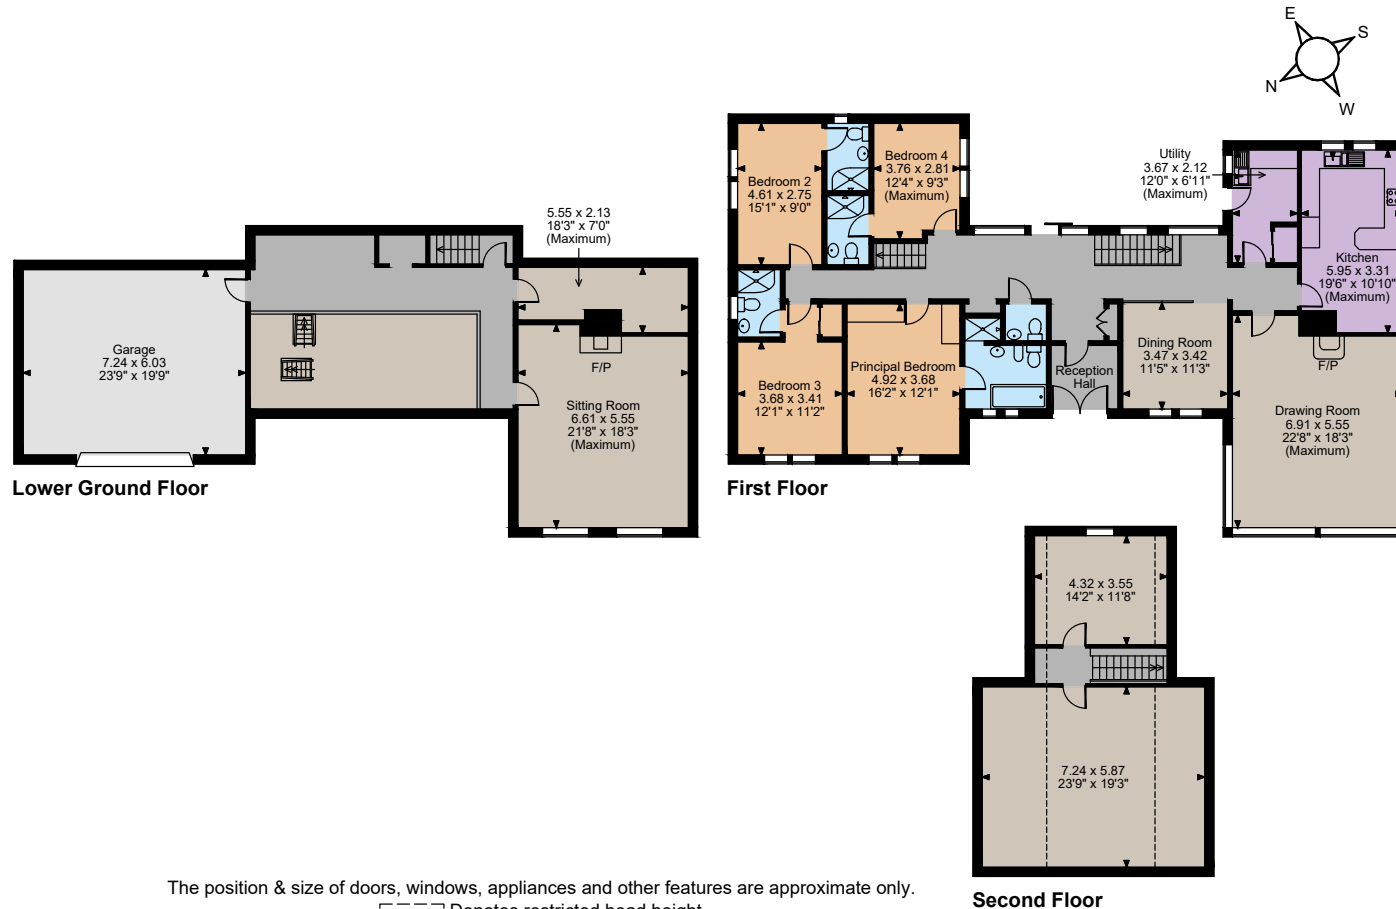 E
S
N
W
Bedroom 2
4.61 x 2.75
15'1" x 9'0"
Bedroom 4
3.76 x 2.81
12'4" x 9'3"
(Maximum)
Utility
3.67 x 2.12
12'0" x 6'11"
(Maximum)
Kitchen
5.95 x 3.31
19'6" x 10'10"
(Maximum)
5.55 x 2.13
18'3" x 7'0"
(Maximum)
Garage
7.24 x 6.03
23'9" x 19'9"
F/P
Sitting Room
6.61 x 5.55
21'8" x 18'3"
(Maximum)
Lower Ground Floor
Bedroom 3
3.68 x 3.41
12'1" x 11'2"
Principal Bedroom
4.92 x 3.68
16'2" x 12'1"
Reception
Hall
Dining Room
3.47 x 3.42
11'5" x 11'3"
F/P
Drawing Room
6.91 x 5.55
22'8" x 18'3"
(Maximum)
First Floor
4.32 x 3.55
14'2" x 11'8"
7.24 x 5.87
23'9" x 19'3"
Second Floor
The position & size of doors, windows, appliances and other features are approximate only.
Denotes restricted head height